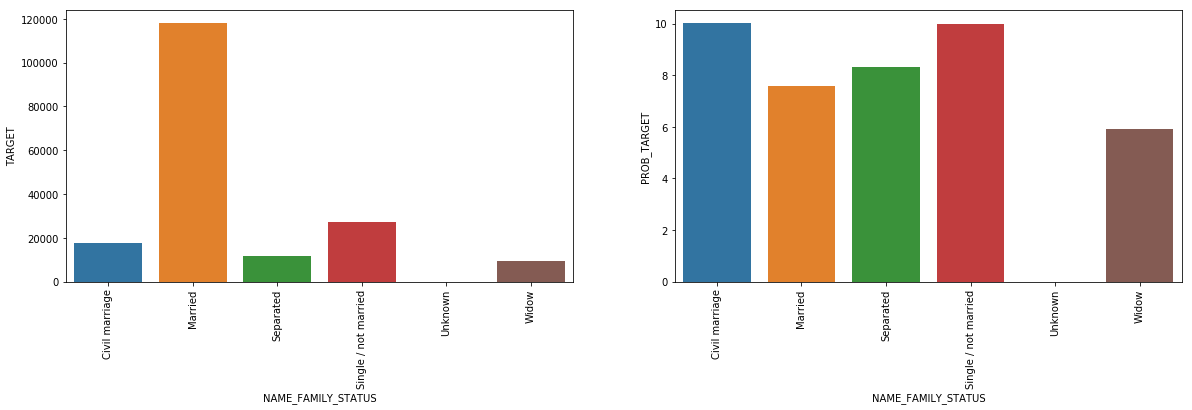 120000
100000
80000
60000
40000
20000
0
TARGET
Civil marriage
Married
Separated
Single / not married
Unknown
Widow
NAME_FAMILY_STATUS
10
8
6
4
2
0
PROB_TARGET
Civil marriage
Married
Separated
Single / not married
Unknown
Widow
NAME_FAMILY_STATUS